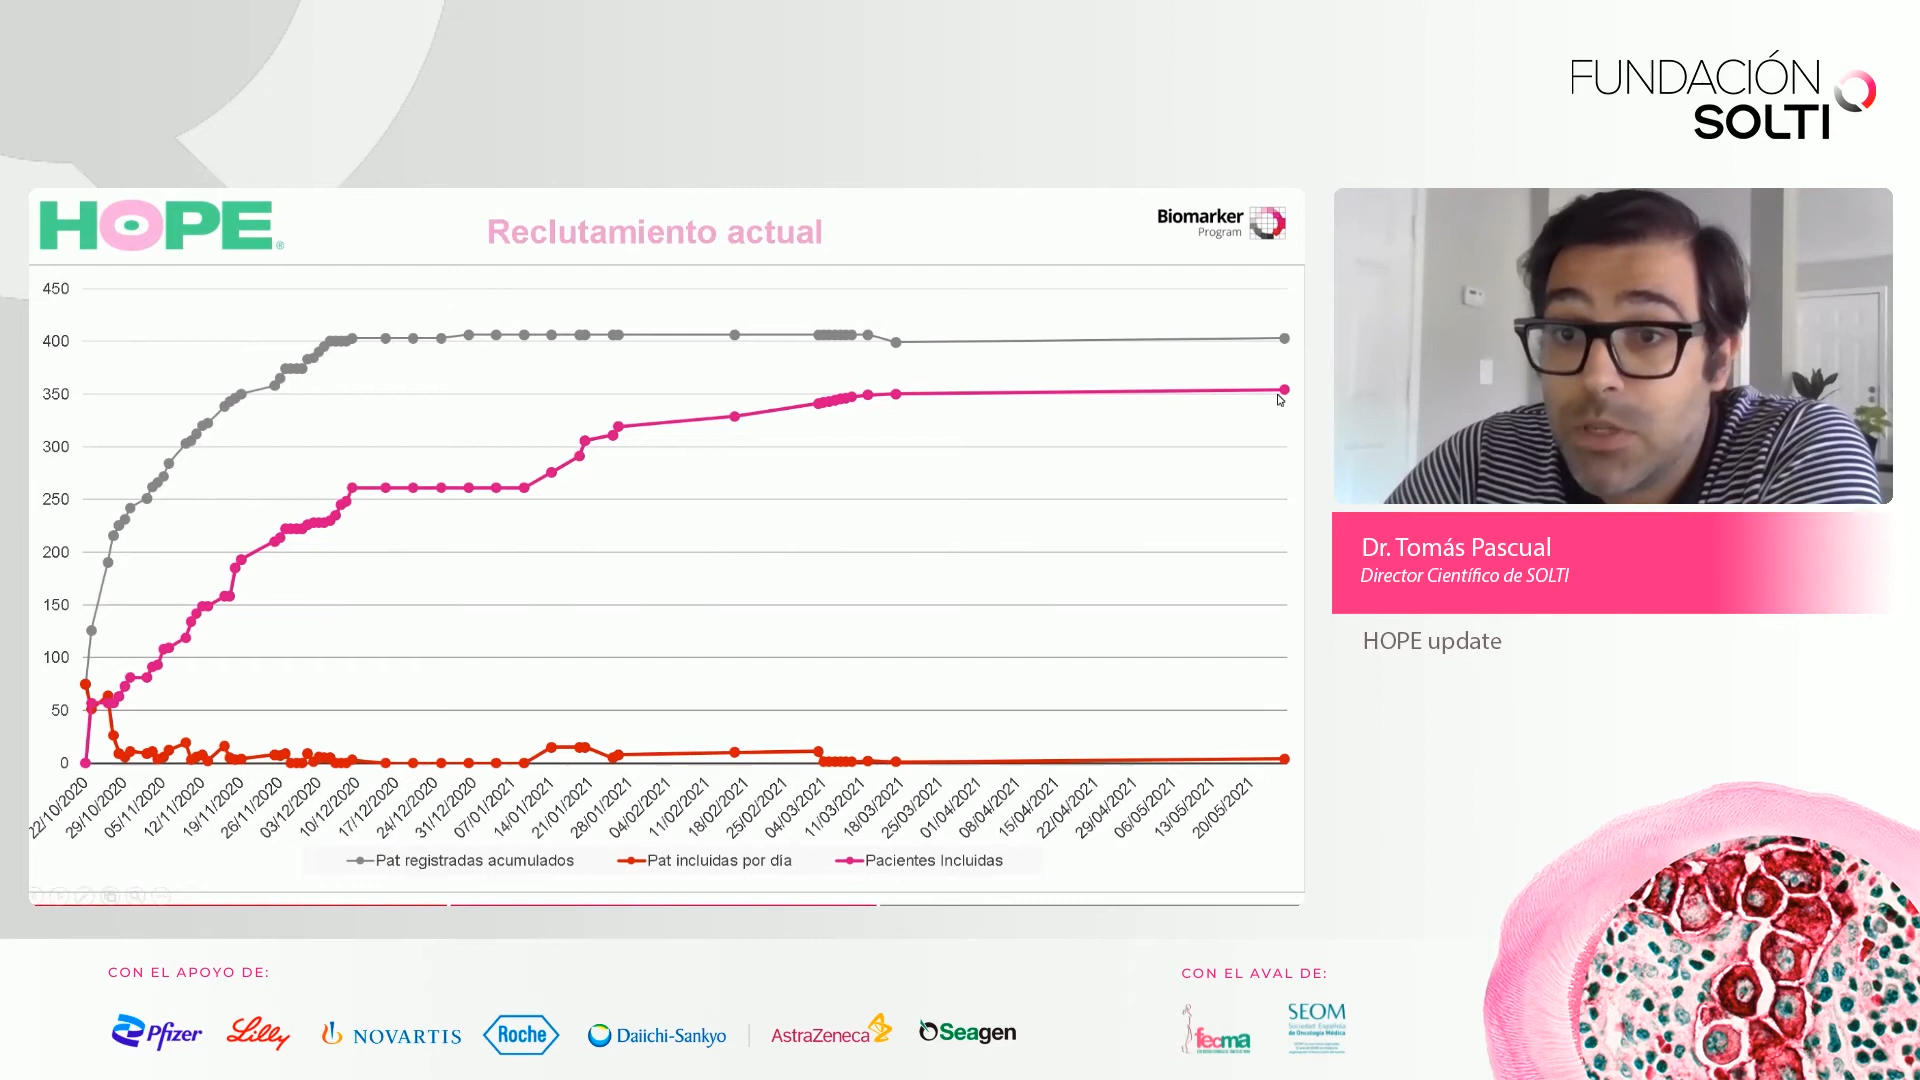 FUNDACIÓN
SOLTI
HOPE®
Reclutamiento actual
Biomarker
Program
450
400
350
300
250
200
150
100
50
0
22/10/2020
29/10/2020
05/11/2020
12/11/2020
19/11/2020
26/11/2020
03/12/2020
10/12/2020
17/12/2020
24/12/2020
31/12/2020
07/01/2021
14/01/2021
21/01/2021
28/01/2021
04/02/2021
11/02/2021
18/02/2021
25/02/2021
04/03/2021
11/03/2021
18/03/2021
25/03/2021
01/04/2021
08/04/2021
15/04/2021
22/04/2021
29/04/2021
06/05/2021
13/05/2021
20/05/2021
Pat registradas acumulados
Pat incluidas por día
Pacientes Incluidas
Dr. Tomás Pascual
Director Científico de SOLTI
HOPE update
CON EL APOYO DE:
Pfizer
Lilly
NOVARTIS
Roche
Daiichi-Sankyo
AstraZeneca
Seagen
CON EL AVAL DE:
fecma
SEOM
Sociedad Española
de Oncología Médica